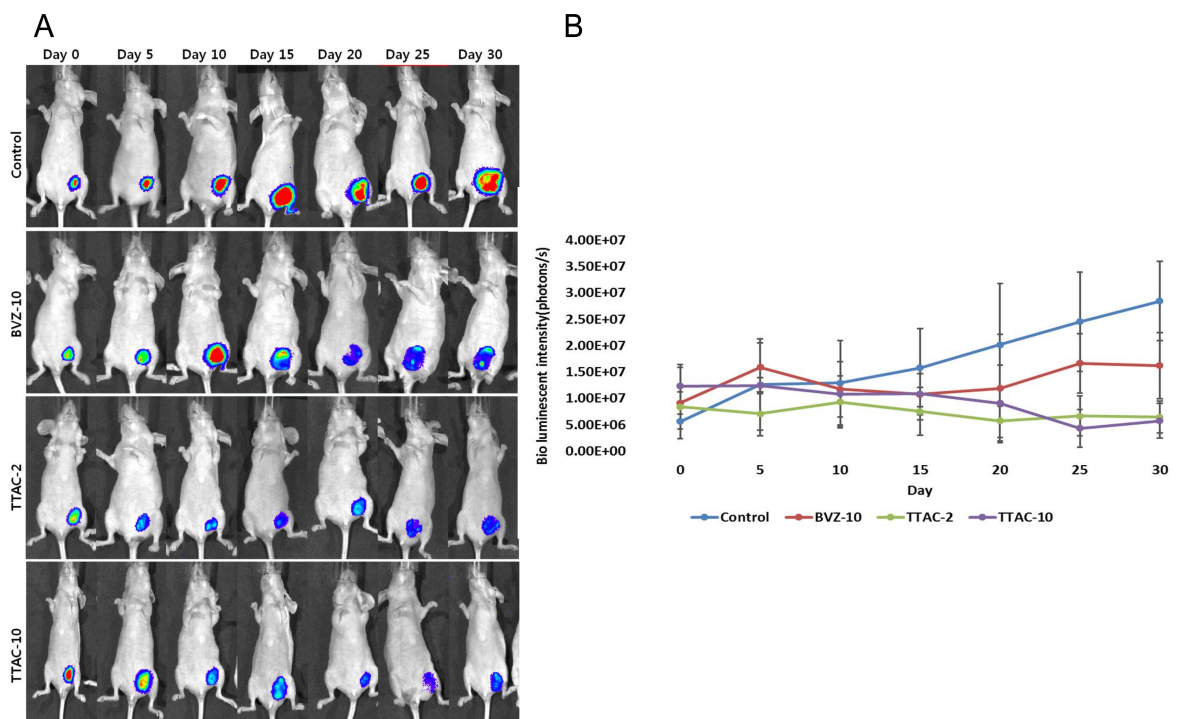 A
B
Day 0 Day 5 Day 10 Day 15 Day 20 Day 25 Day 30
Control
BVZ-10
TTAC-2
TTAC-10
Bio luminescent intensity(photons/s)
4.00E+07
3.50E+07
3.00E+07
2.50E+07
2.00E+07
1.50E+07
1.00E+07
5.00E+06
0.00E+00
0 5 10 15 20 25 30
Day
Control BVZ-10 TTAC-2 TTAC-10